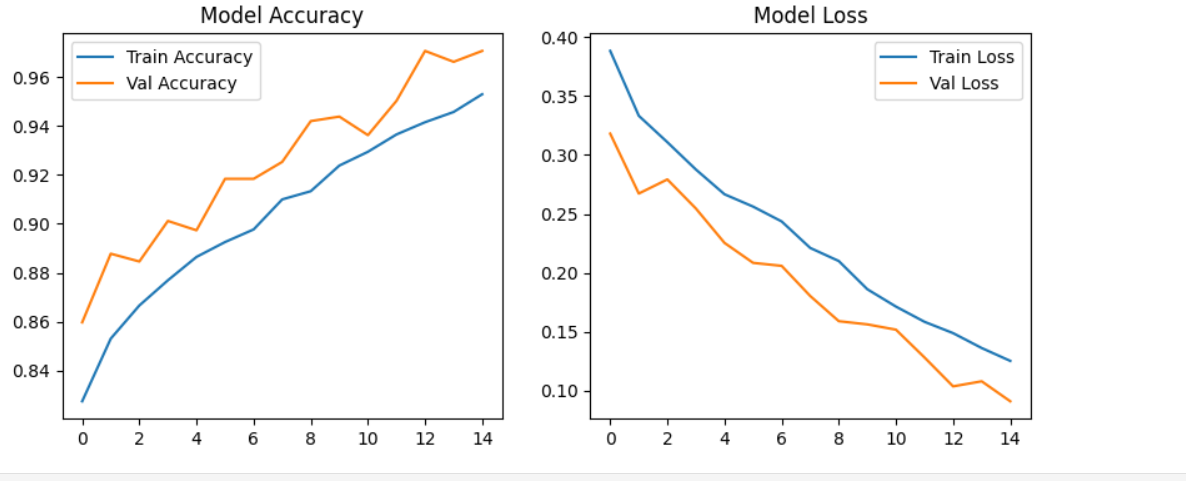 Model Accuracy
Train Accuracy
Val Accuracy
0.96
0.94
0.92
0.90
0.88
0.86
0.84
0 2 4 6 8 10 12 14
Model Loss
Train Loss
Val Loss
0.40
0.35
0.30
0.25
0.20
0.15
0.10
0 2 4 6 8 10 12 14